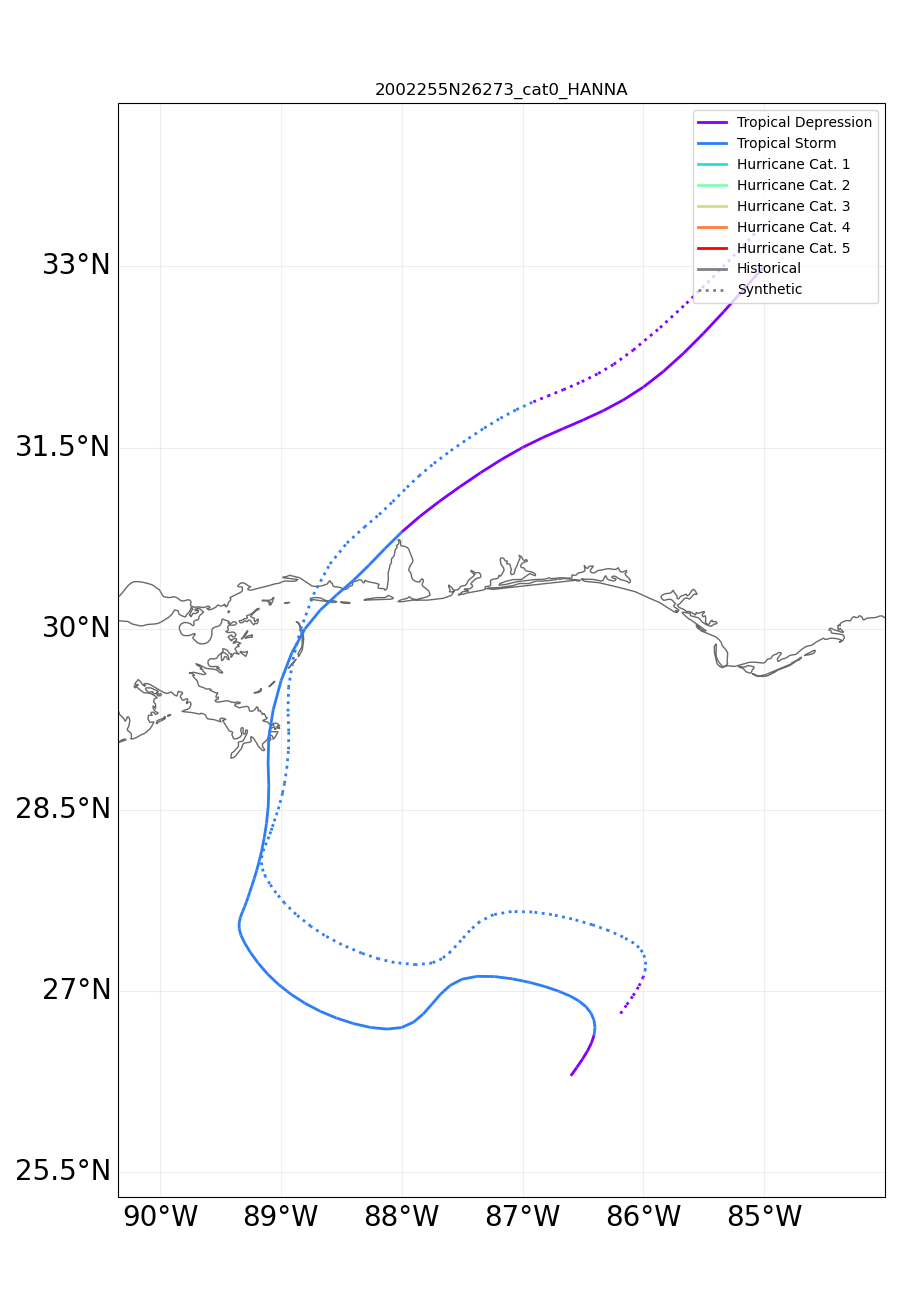 2002255N26273_cat0_HANNA
Tropical Depression
Tropical Storm
Hurricane Cat. 1
Hurricane Cat. 2
Hurricane Cat. 3
Hurricane Cat. 4
Hurricane Cat. 5
Historical
Synthetic
33°N
31.5°N
30°N
28.5°N
27°N
25.5°N
90°W 89°W 88°W 87°W 86°W 85°W